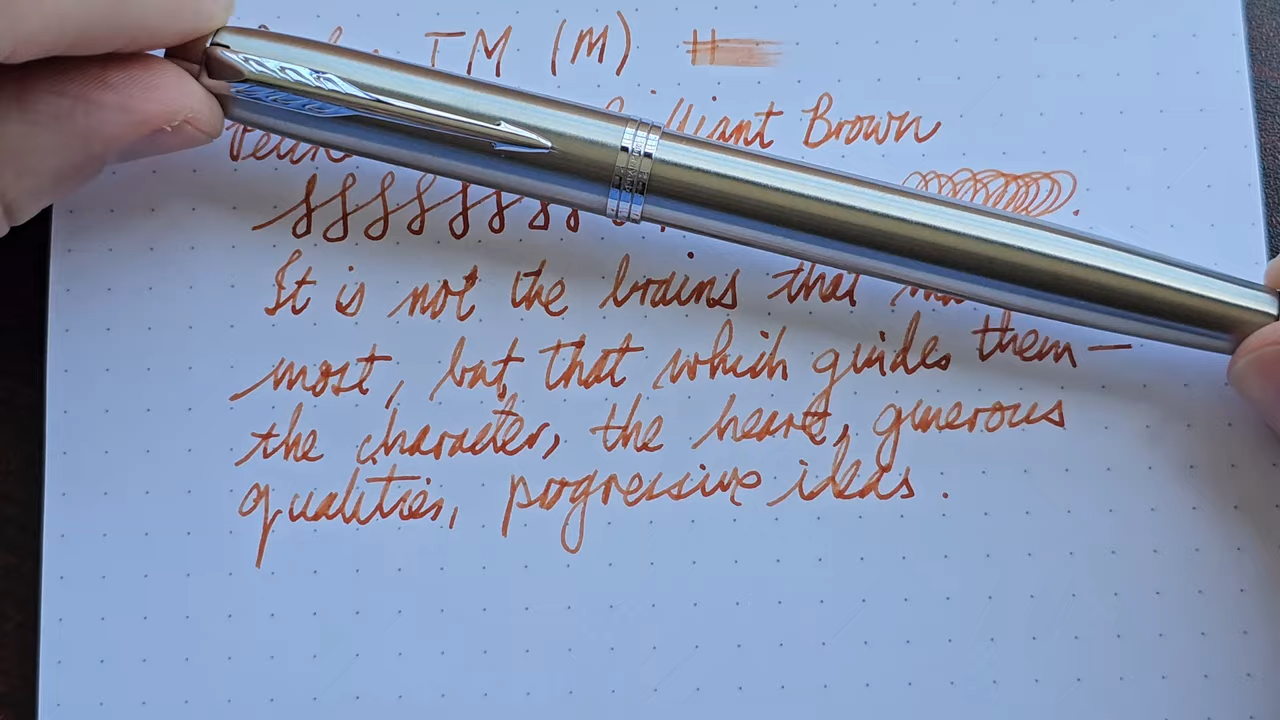 TM (M)
Brown
It is not the brains that
most, but that which guides them —
the character, the heart, generous
qualities, progressive ideas.